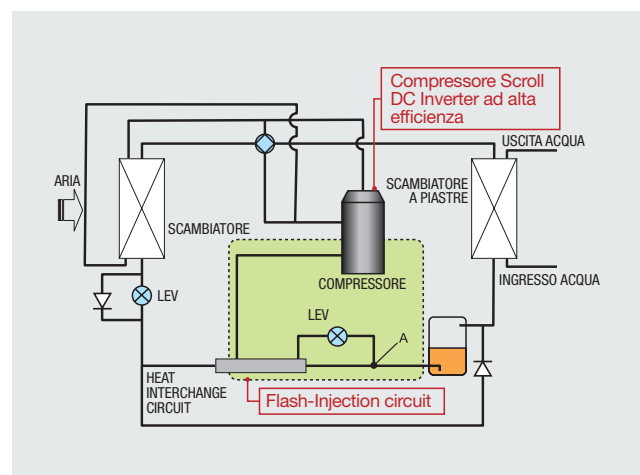 Compressore Scroll
DC Inverter ad alta
efficienza
USCITA ACQUA
SCAMBIATORE
A PIASTRE
ARIA
SCAMBIATORE
COMPRESSORE
INGRESSO ACQUA
LEV
LEV
A
HEAT
INTERCHANGE
CIRCUIT
Flash-Injection circuit